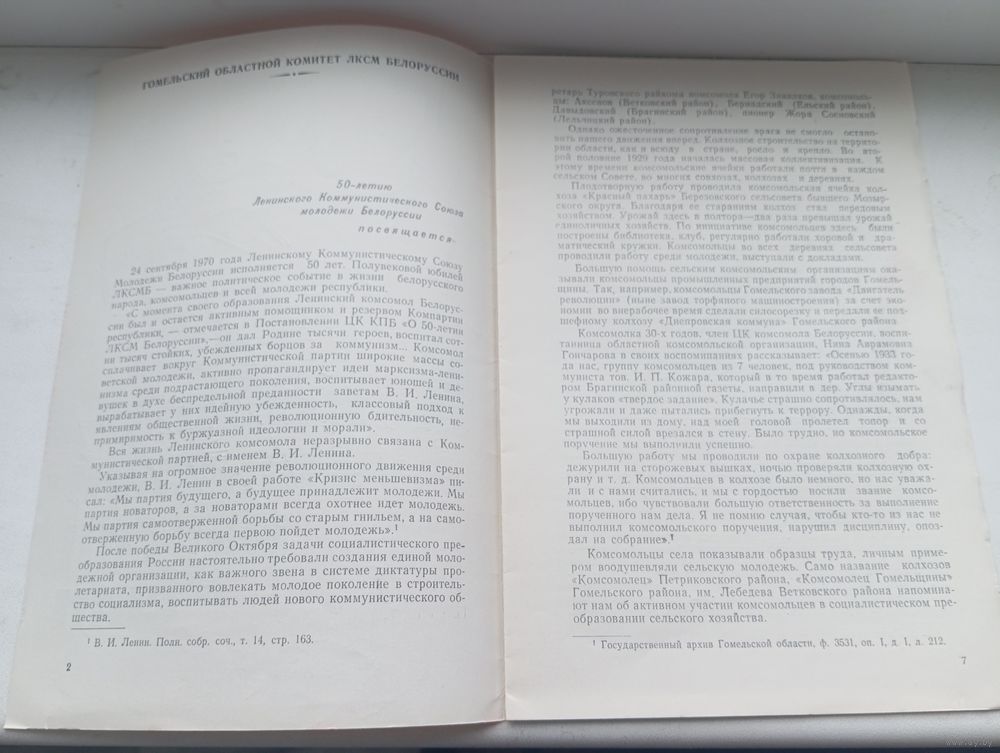 ГОМЕЛЬСКИЙ ОБЛАСТНОЙ КОМИТЕТ ЛКСМ БЕЛОРУССИИ
50-летию
Ленинского Коммунистического Союза
молодежи Белоруссии
посвящается
24 сентября 1970 года Ленинскому Коммунистическому Союзу
Молодежи Белоруссии исполняется 50 лет. Полувековой юбилей
ЛКСМБ — важное политическое событие в жизни белорусского
народа, комсомольцев и всей молодежи республики.
«С момента своего образования Ленинский комсомол Белорус-
сии был и остается активным помощником и резервом Компартии
республики, — отмечается в Постановлении ЦК КПБ «О 50-летии
ЛКСМ Белоруссии»,—он дал Родине тысячи героев, воспитал сот-
ни тысяч стойких, убежденных борцов за коммунизм... Комсомол
сплачивает вокруг Коммунистической партии широкие массы со-
ветской молодежи, активно пропагандирует идеи марксизма-лени-
низма среди подрастающего поколения, воспитывает юношей и де-
вушек в духе беспредельной преданности заветам В. И. Ленина,
вырабатывает у них идейную убежденность, классовый подход к
явлениям общественной жизни, революционную бдительность, не-
примиримость к буржуазной идеологии и морали».
Вся жизнь Ленинского комсомола неразрывно связана с Ком-
мунистической партией, с именем В. И. Ленина.
Указывая на огромное значение революционного движения среди
молодежи, В. И. Ленин в своей работе «Кризис меньшевизма» пи-
сал: «Мы партия будущего, а будущее принадлежит молодежи. Мы
партия новаторов, а за новаторами всегда охотнее идет молодежь.
Мы партия самоотверженной борьбы со старым гнильем, а на само-
отверженную борьбу всегда первою пойдет молодежь».¹
После победы Великого Октября задачи социалистического пре-
образования России настоятельно требовали создания единой моло-
дежной организации, как важного звена в системе диктатуры про-
летариата, призванного вовлекать молодое поколение в строитель-
ство социализма, воспитывать людей нового коммунистического об-
щества.
¹ В. И. Ленин. Полн. собр. соч., т. 14, стр. 163.
2
ретарь Туровского райкома комсомола Егор
цы: Аксенов (Ветковский район), Бернадский (Ельский район),
Давыдовский (Брагинский район), пионер Жора Сосновский
(Лельчицкий район).
Однако ожесточенное сопротивление врага не смогло остано-
вить нашего движения вперед. Колхозное строительство на террито-
рии области, как и всюду в стране, росло и крепло. Во вто-
рой половине 1929 года началась массовая коллективизация. К
этому времени комсомольские ячейки работали почти в каждом
сельском Совете, во многих совхозах, колхозах и деревнях.
Плодотворную работу проводила комсомольская ячейка кол-
хоза «Красный пахарь» Березовского сельсовета бывшего Мозыр-
ского округа. Благодаря ее стараниям колхоз стал передовым
хозяйством. Урожай здесь в полтора—два раза превышал урожай
единоличных хозяйств. По инициативе комсомольцев здесь были
построены библиотека, клуб, регулярно работали хоровой и дра-
матический кружки. Комсомольцы во всех деревнях сельсовета
проводили работу среди молодежи, выступали с докладами.
Большую помощь сельским комсомольским организациям ока-
зывали комсомольцы промышленных предприятий городов Гомель-
щины. Так, например, комсомольцы Гомельского завода «Двигатель
революции» (ныне завод торфяного машиностроения) за счет эко-
номии во внерабочее время сделали силосорезку и передали ее по-
дшефному колхозу «Днепровская коммуна» Гомельского района.
Комсомолка 30-х годов, член ЦК комсомола Белоруссии, воспи-
танница областной комсомольской организации, Нина Аврамовна
Гончарова в своих воспоминаниях рассказывает: «Осенью 1933 го-
да нас, группу комсомольцев из 7 человек, под руководством ком-
муниста тов. И. П. Кожара, который в то время работал редакто-
ром Брагинской районной газеты, направили в дер. Углы изымать
у кулаков «твердое задание». Кулачье страшно сопротивлялось, нам
угрожали и даже пытались прибегнуть к террору. Однажды, когда
мы выходили из дому, над моей головой пролетел топор и со
страшной силой врезался в стену. Было трудно, но комсомольское
поручение мы выполнили успешно.
Большую работу мы проводили по охране колхозного добра:
дежурили на сторожевых вышках, ночью проверяли колхозную ох-
рану и т. д. Комсомольцев в колхозе было немного, но нас уважа-
ли и с нами считались, и мы с гордостью носили звание комсо-
мольцев, ибо чувствовали большую ответственность за выполнение
порученного нам дела. Я не помню случая, чтобы кто-то из нас не
выполнил комсомольского поручения, нарушил дисциплину, опоз-
дал на собрание».¹
Комсомольцы села показывали образцы труда, личным приме-
ром воодушевляли сельскую молодежь. Само название колхозов
«Комсомолец» Петриковского района, «Комсомолец Гомельщины»
Гомельского района, им. Лебедева Ветковского района напомина-
ют нам об активном участии комсомольцев в социалистическом пре-
образовании сельского хозяйства.
¹ Государственный архив Гомельской области, ф. 3531, оп. 1, д. 1, л. 212.
7